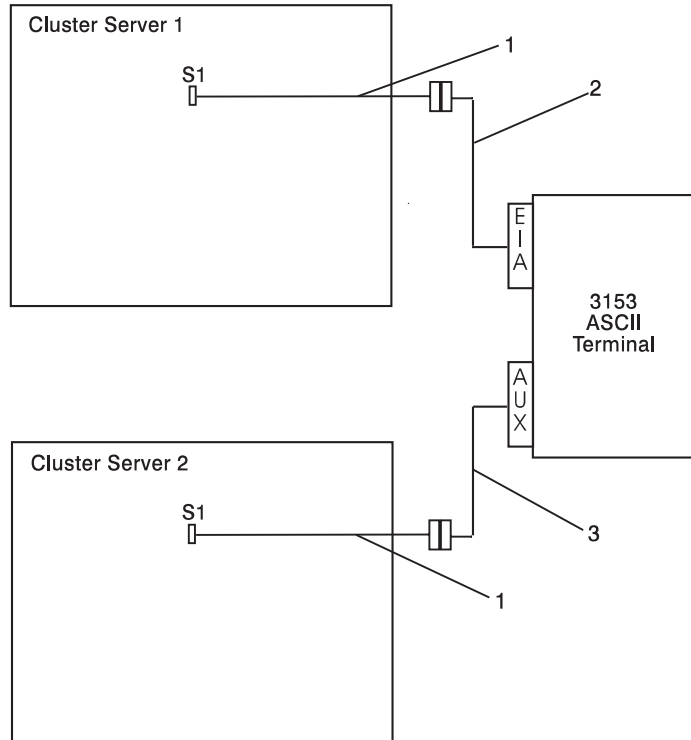 Cluster Server 1
S1
1
2
E
I
A
3153
ASCII
Terminal
A
U
X
Cluster Server 2
S1
3
1